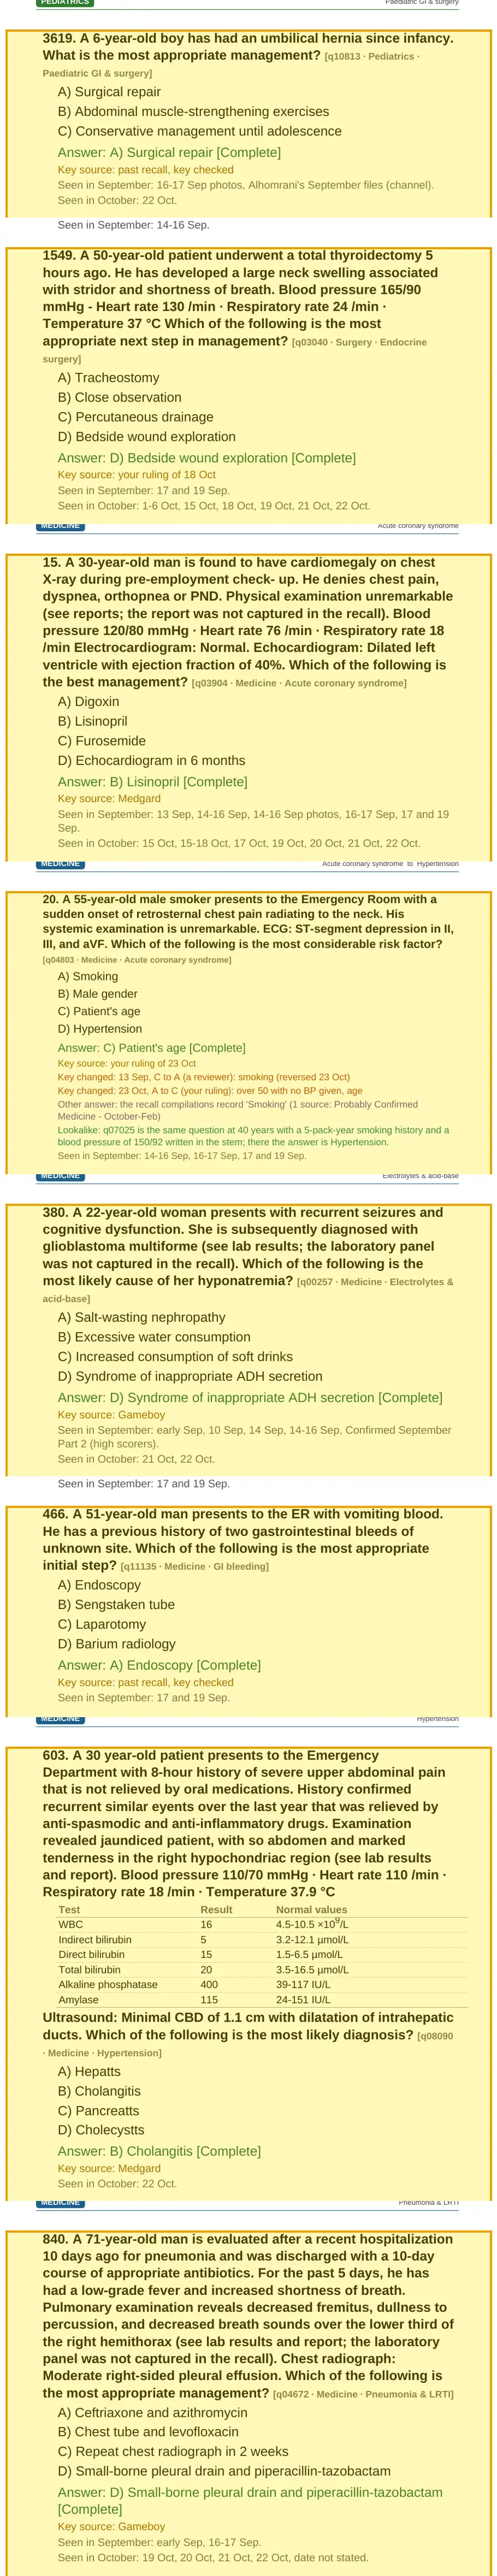 PEDIATRICS
Paediatric GI & surgery
3619. A 6-year-old boy has had an umbilical hernia since infancy.
What is the most appropriate management? [q10813 · Pediatrics ·
Paediatric GI & surgery]
A) Surgical repair
B) Abdominal muscle-strengthening exercises
C) Conservative management until adolescence
Answer: A) Surgical repair [Complete]
Key source: past recall, key checked
Seen in September: 16-17 Sep photos, Alhomrani's September files (channel).
Seen in October: 22 Oct.
Seen in September: 14-16 Sep.
1549. A 50-year-old patient underwent a total thyroidectomy 5
hours ago. He has developed a large neck swelling associated
with stridor and shortness of breath. Blood pressure 165/90
mmHg - Heart rate 130 /min · Respiratory rate 24 /min ·
Temperature 37 °C Which of the following is the most
appropriate next step in management? [q03040 · Surgery · Endocrine
surgery]
A) Tracheostomy
B) Close observation
C) Percutaneous drainage
D) Bedside wound exploration
Answer: D) Bedside wound exploration [Complete]
Key source: your ruling of 18 Oct
Seen in September: 17 and 19 Sep.
Seen in October: 1-6 Oct, 15 Oct, 18 Oct, 19 Oct, 21 Oct, 22 Oct.
MEDICINE
Acute coronary syndrome
15. A 30-year-old man is found to have cardiomegaly on chest
X-ray during pre-employment check- up. He denies chest pain,
dyspnea, orthopnea or PND. Physical examination unremarkable
(see reports; the report was not captured in the recall). Blood
pressure 120/80 mmHg · Heart rate 76 /min · Respiratory rate 18
/min Electrocardiogram: Normal. Echocardiogram: Dilated left
ventricle with ejection fraction of 40%. Which of the following is
the best management? [q03904 · Medicine · Acute coronary syndrome]
A) Digoxin
B) Lisinopril
C) Furosemide
D) Echocardiogram in 6 months
Answer: B) Lisinopril [Complete]
Key source: Medgard
Seen in September: 13 Sep, 14-16 Sep, 14-16 Sep photos, 16-17 Sep, 17 and 19
Sep.
Seen in October: 15 Oct, 15-18 Oct, 17 Oct, 19 Oct, 20 Oct, 21 Oct, 22 Oct.
MEDICINE
Acute coronary syndrome to Hypertension
20. A 55-year-old male smoker presents to the Emergency Room with a
sudden onset of retrosternal chest pain radiating to the neck. His
systemic examination is unremarkable. ECG: ST-segment depression in II,
III, and aVF. Which of the following is the most considerable risk factor?
[q04803 · Medicine · Acute coronary syndrome]
A) Smoking
B) Male gender
C) Patient's age
D) Hypertension
Answer: C) Patient's age [Complete]
Key source: your ruling of 23 Oct
Key changed: 13 Sep, C to A (a reviewer): smoking (reversed 23 Oct)
Key changed: 23 Oct, A to C (your ruling): over 50 with no BP given, age
Other answer: the recall compilations record 'Smoking' (1 source: Probably Confirmed
Medicine - October-Feb)
Lookalike: q07025 is the same question at 40 years with a 5-pack-year smoking history and a
blood pressure of 150/92 written in the stem; there the answer is Hypertension.
Seen in September: 14-16 Sep, 16-17 Sep, 17 and 19 Sep.
MEDICINE
Electrolytes & acid-base
380. A 22-year-old woman presents with recurrent seizures and
cognitive dysfunction. She is subsequently diagnosed with
glioblastoma multiforme (see lab results; the laboratory panel
was not captured in the recall). Which of the following is the
most likely cause of her hyponatremia? [q00257 · Medicine · Electrolytes &
acid-base]
A) Salt-wasting nephropathy
B) Excessive water consumption
C) Increased consumption of soft drinks
D) Syndrome of inappropriate ADH secretion
Answer: D) Syndrome of inappropriate ADH secretion [Complete]
Key source: Gameboy
Seen in September: early Sep, 10 Sep, 14 Sep, 14-16 Sep, Confirmed September
Part 2 (high scorers).
Seen in October: 21 Oct, 22 Oct.
Seen in September: 17 and 19 Sep.
466. A 51-year-old man presents to the ER with vomiting blood.
He has a previous history of two gastrointestinal bleeds of
unknown site. Which of the following is the most appropriate
initial step? [q11135 · Medicine · GI bleeding]
A) Endoscopy
B) Sengstaken tube
C) Laparotomy
D) Barium radiology
Answer: A) Endoscopy [Complete]
Key source: past recall, key checked
Seen in September: 17 and 19 Sep.
MEDICINE
Hypertension
603. A 30 year-old patient presents to the Emergency
Department with 8-hour history of severe upper abdominal pain
that is not relieved by oral medications. History confirmed
recurrent similar eyents over the last year that was relieved by
anti-spasmodic and anti-inflammatory drugs. Examination
revealed jaundiced patient, with so abdomen and marked
tenderness in the right hypochondriac region (see lab results
and report). Blood pressure 110/70 mmHg · Heart rate 110 /min ·
Respiratory rate 18 /min · Temperature 37.9 °C
Test Result Normal values
WBC 16 4.5-10.5 ×10⁹/L
Indirect bilirubin 5 3.2-12.1 µmol/L
Direct bilirubin 15 1.5-6.5 µmol/L
Total bilirubin 20 3.5-16.5 µmol/L
Alkaline phosphatase 400 39-117 IU/L
Amylase 115 24-151 IU/L
Ultrasound: Minimal CBD of 1.1 cm with dilatation of intrahepatic
ducts. Which of the following is the most likely diagnosis? [q08090
· Medicine · Hypertension]
A) Hepatts
B) Cholangitis
C) Pancreatts
D) Cholecystts
Answer: B) Cholangitis [Complete]
Key source: Medgard
Seen in October: 22 Oct.
MEDICINE
Pneumonia & LRTI
840. A 71-year-old man is evaluated after a recent hospitalization
10 days ago for pneumonia and was discharged with a 10-day
course of appropriate antibiotics. For the past 5 days, he has
had a low-grade fever and increased shortness of breath.
Pulmonary examination reveals decreased fremitus, dullness to
percussion, and decreased breath sounds over the lower third of
the right hemithorax (see lab results and report; the laboratory
panel was not captured in the recall). Chest radiograph:
Moderate right-sided pleural effusion. Which of the following is
the most appropriate management? [q04672 · Medicine · Pneumonia & LRTI]
A) Ceftriaxone and azithromycin
B) Chest tube and levofloxacin
C) Repeat chest radiograph in 2 weeks
D) Small-borne pleural drain and piperacillin-tazobactam
Answer: D) Small-borne pleural drain and piperacillin-tazobactam
[Complete]
Key source: Gameboy
Seen in September: early Sep, 16-17 Sep.
Seen in October: 19 Oct, 20 Oct, 21 Oct, 22 Oct, date not stated.